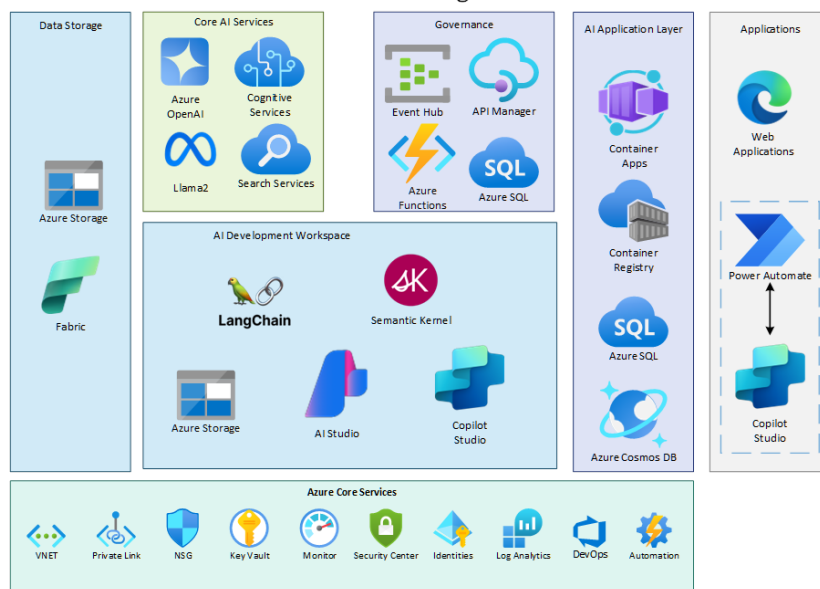 Data Storage
Azure Storage
Fabric
Core AI Services
Azure
OpenAI
Cognitive
Services
Llama2
Search Services
Governance
Event Hub
API Manager
Azure
Functions
SQL
Azure SQL
AI Development Workspace
LangChain
SK
Semantic Kernel
Azure Storage
AI Studio
Copilot
Studio
AI Application Layer
Container
Apps
Container
Registry
SQL
Azure SQL
Azure Cosmos DB
Applications
Web
Applications
Power Automate
Copilot
Studio
Azure Core Services
VNET
Private Link
NSG
Key Vault
Monitor
Security Center
Identities
Log Analytics
DevOps
Automation